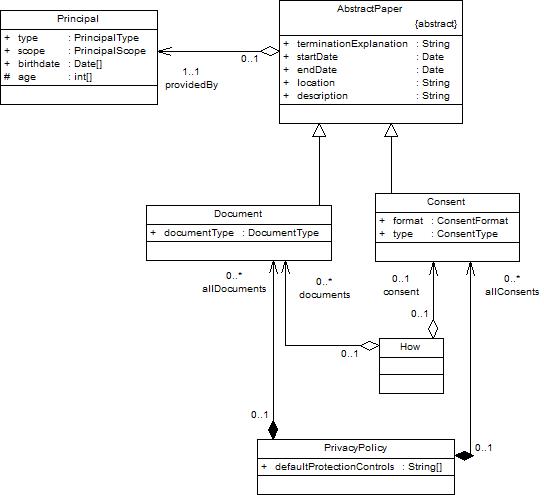 Principal
+ type : PrincipalType
+ scope : PrincipalScope
+ birthdate : Date[]
# age : int[]
AbstractPaper
{abstract}
+ terminationExplanation : String
+ startDate : Date
+ endDate : Date
+ location : String
+ description : String
0..1
1..1
providedBy
Document
+ documentType : DocumentType
Consent
+ format : ConsentFormat
+ type : ConsentType
0..*
allDocuments
0..*
documents
0..1
consent
0..*
allConsents
0..1
How
0..1
0..1
PrivacyPolicy
+ defaultProtectionControls : String[]
0..1